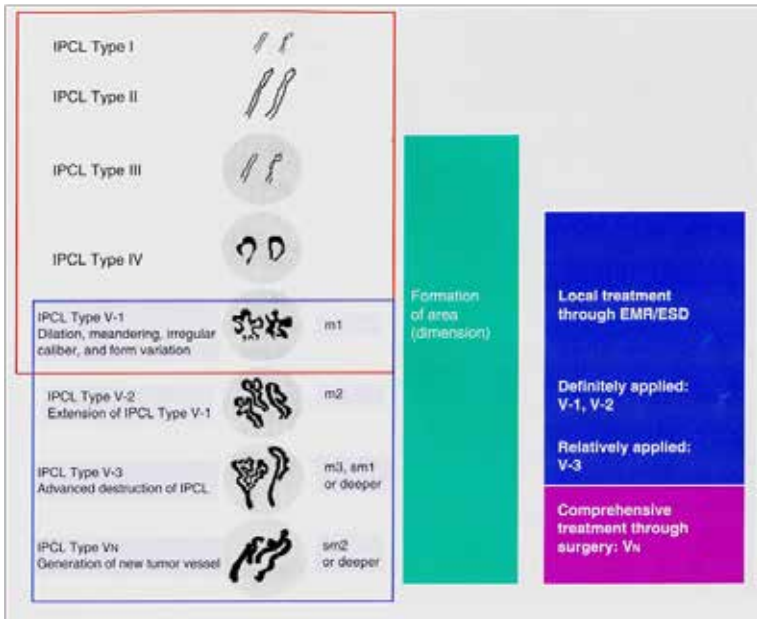 IPCL Type I
IPCL Type II
IPCL Type III
IPCL Type IV
IPCL Type V-1
Dilation, meandering, irregular
caliber, and form variation
m1
IPCL Type V-2
Extension of IPCL Type V-1
m2
IPCL Type V-3
Advanced destruction of IPCL
m3, sm1
or deeper
IPCL Type VN
Generation of new tumor vessel
sm2
or deeper
Formation
of area
(dimension)
Local treatment
through EMR/ESD
Definitely applied:
V-1, V-2
Relatively applied:
V-3
Comprehensive
treatment through
surgery: VN